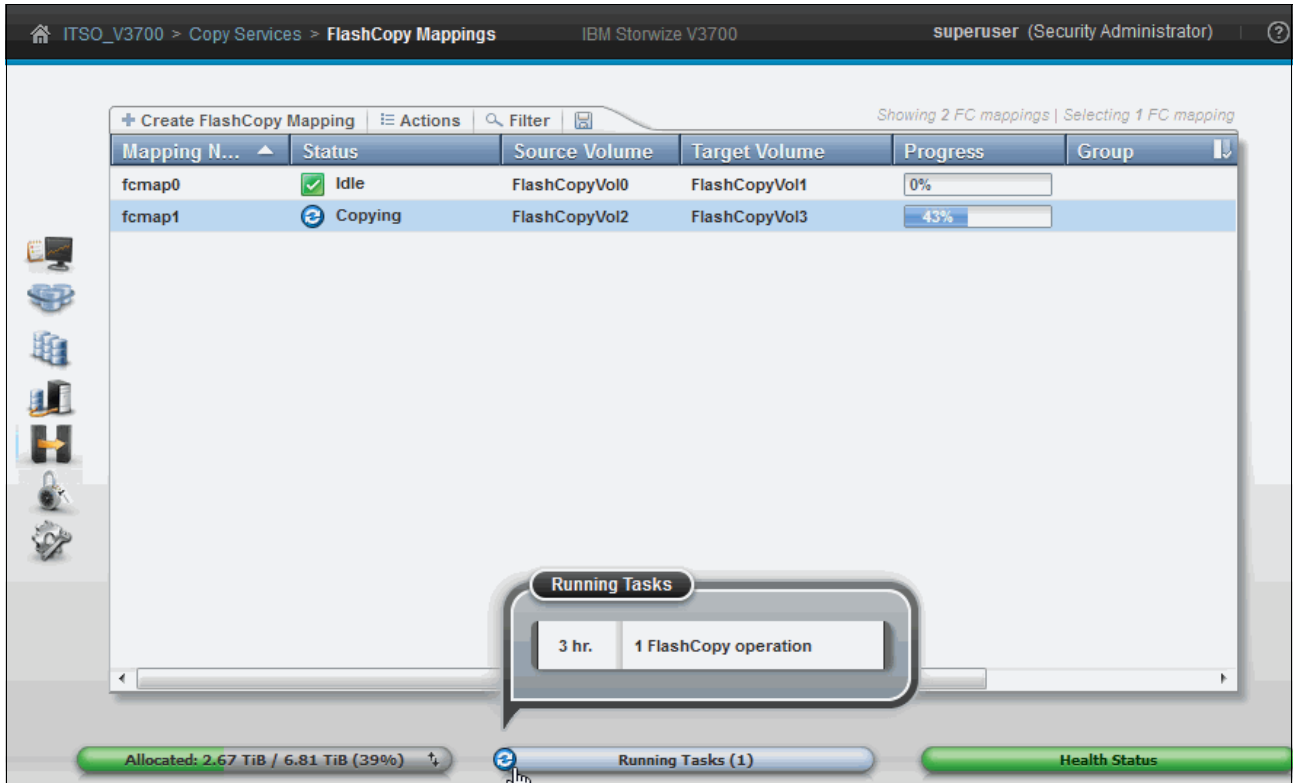 ITSO_V3700 > Copy Services > FlashCopy Mappings IBM Storwize V3700 superuser (Security Administrator) ?
Create FlashCopy Mapping Actions Filter Showing 2 FC mappings | Selecting 1 FC mapping
Mapping N... Status Source Volume Target Volume Progress Group
fcmap0 Idle FlashCopyVol0 FlashCopyVol1 0%
fcmap1 Copying FlashCopyVol2 FlashCopyVol3 43%
Running Tasks
3 hr. 1 FlashCopy operation
Allocated: 2.67 TiB / 6.81 TiB (39%) Running Tasks (1) Health Status